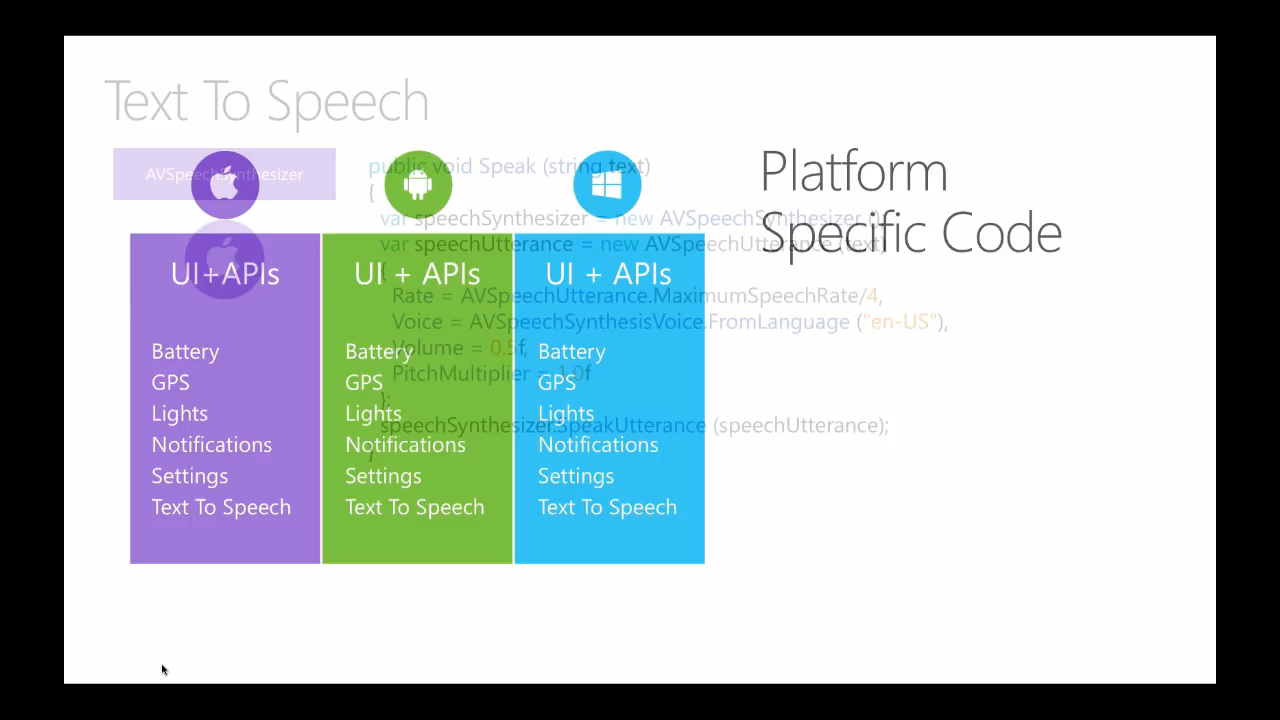 Text To Speech
AVSpeechSynthesizer
public void Speak (string text)
{
var speechSynthesizer = new AVSpeechSynthesizer ();
var speechUtterance = new AVSpeechUtterance (text)
{
Rate = AVSpeechUtterance.MaximumSpeechRate/4,
Voice = AVSpeechSynthesisVoice.FromLanguage ("en-US"),
Volume = 0.5f,
PitchMultiplier = 1.0f
};
speechSynthesizer.SpeakUtterance (speechUtterance);
}
Platform
Specific Code
UI+APIs
Battery
GPS
Lights
Notifications
Settings
Text To Speech
UI + APIs
Battery
GPS
Lights
Notifications
Settings
Text To Speech
UI + APIs
Battery
GPS
Lights
Notifications
Settings
Text To Speech